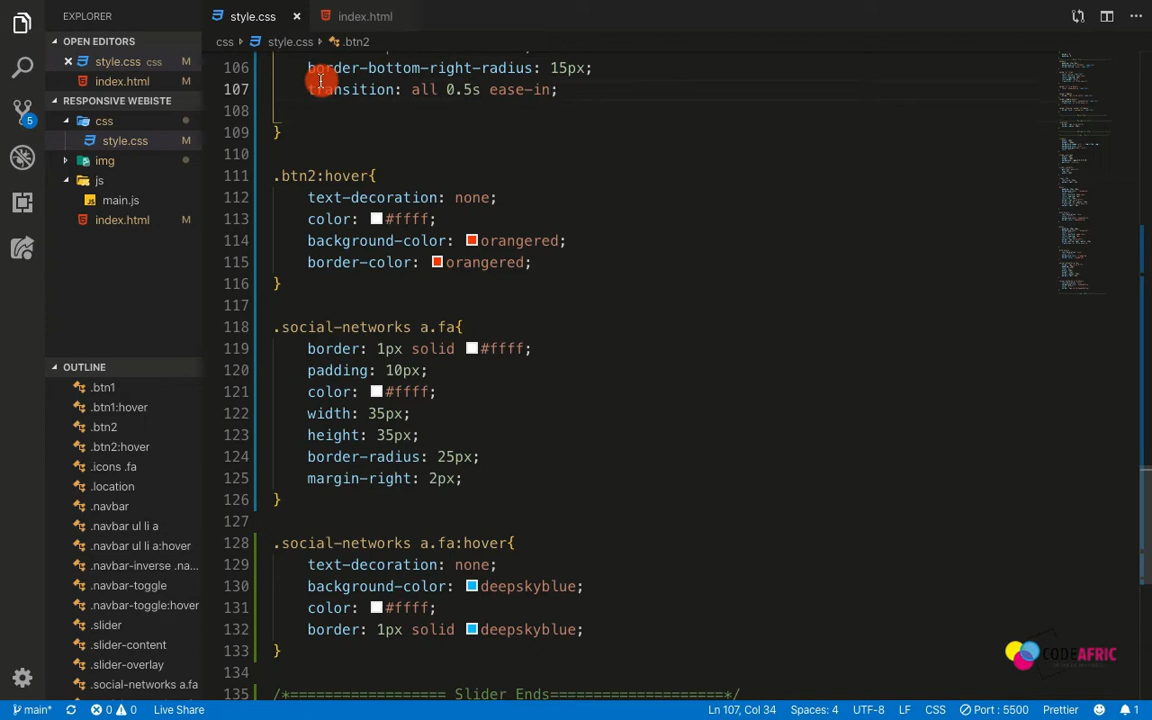 EXPLORER
style.css
index.html
OPEN EDITORS
css
style.css
.btn2
style.css css M
index.html M
RESPONSIVE WEBISTE
css
style.css M
img
js
main.js
index.html M
5
OUTLINE
.btn1
.btn1:hover
.btn2
.btn2:hover
.icons .fa
.location
.navbar
.navbar ul li a
.navbar ul li a:hover
.navbar-inverse .na...
.navbar-toggle
.navbar-toggle:hover
.slider
.slider-content
.slider-overlay
.social-networks a.fa
106 border-bottom-right-radius: 15px;
107 transition: all 0.5s ease-in;
108
109 }
110
111 .btn2:hover{
112 text-decoration: none;
113 color: #ffff;
114 background-color: orangered;
115 border-color: orangered;
116 }
117
118 .social-networks a.fa{
119 border: 1px solid #ffff;
120 padding: 10px;
121 color: #ffff;
122 width: 35px;
123 height: 35px;
124 border-radius: 25px;
125 margin-right: 2px;
126 }
127
128 .social-networks a.fa:hover{
129 text-decoration: none;
130 background-color: deepskyblue;
131 color: #ffff;
132 border: 1px solid deepskyblue;
133 }
134
135 /*================= Slider Ends====================*/
CODEAFRIC
main* 0 0 Live Share Ln 107, Col 34 Spaces: 4 UTF-8 LF CSS Port : 5500 Prettier 1